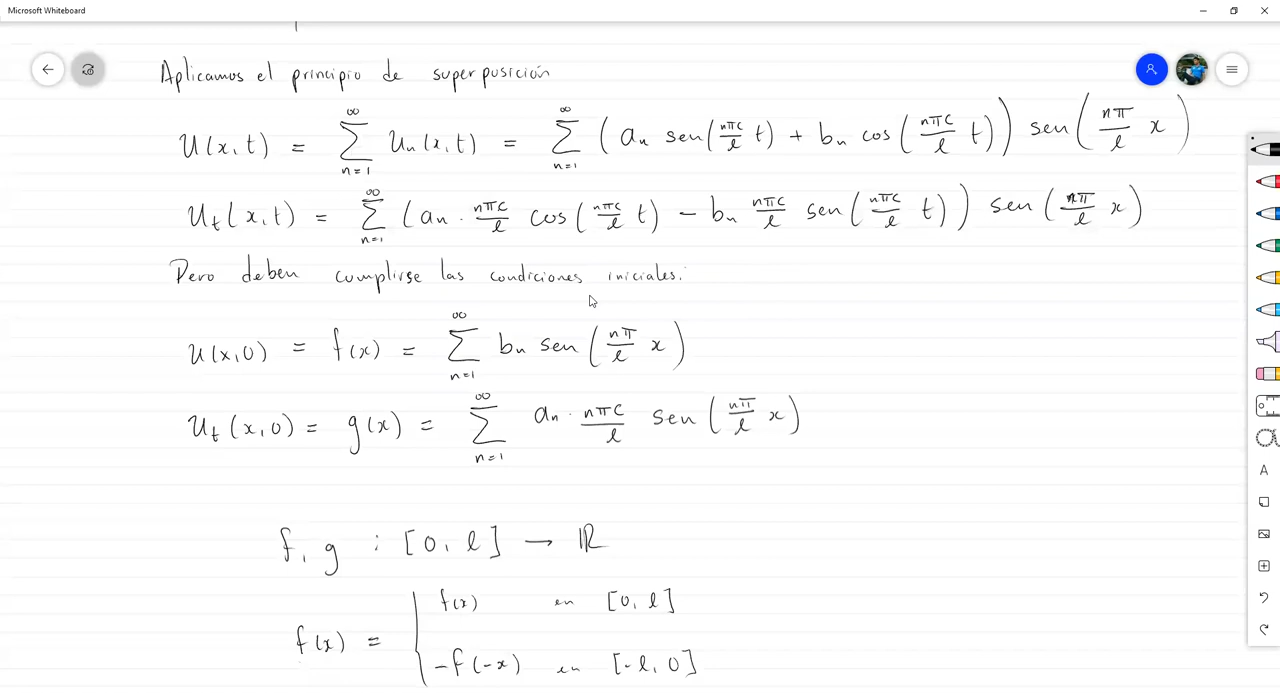 Microsoft Whiteboard
Aplicamos el principio de superposición
u(x,t) = ∑_{n=1}^{∞} u_n(x,t) = ∑_{n=1}^{∞} (a_n sen(nπc/l t) + b_n cos(nπc/l t)) sen(nπ/l x)
u_t(x,t) = ∑_{n=1}^{∞} (a_n · nπc/l cos(nπc/l t) − b_n nπc/l sen(nπc/l t)) sen(nπ/l x)
Pero deben cumplirse las condiciones iniciales:
u(x,0) = f(x) = ∑_{n=1}^{∞} b_n sen(nπ/l x)
u_t(x,0) = g(x) = ∑_{n=1}^{∞} a_n · nπc/l sen(nπ/l x)
f, g : [0, l] → ℝ
f(x) = { f(x) en [0, l]
−f(−x) en [−l, 0]
A